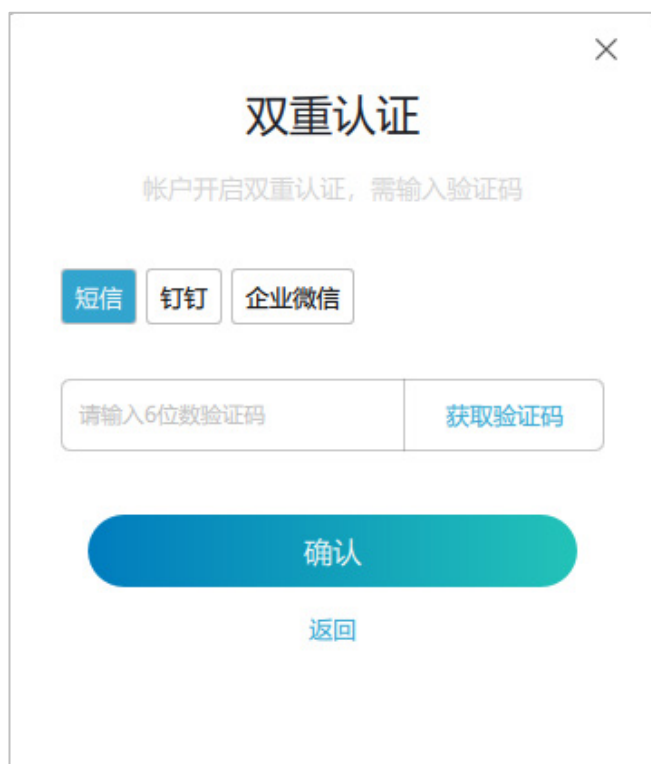 双重认证
帐户开启双重认证，需输入验证码
短信 钉钉 企业微信
请输入6位数验证码 获取验证码
确认
返回